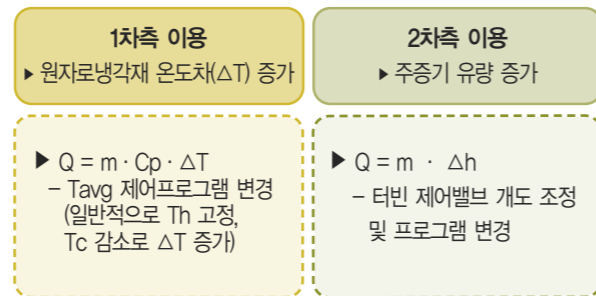 1차측 이용
▶ 원자로냉각재 온도차(△T) 증가
2차측 이용
▶ 주증기 유량 증가
▶ Q = m · Cp · △T
– Tavg 제어프로그램 변경
(일반적으로 Th 고정,
Tc 감소로 △T 증가)
▶ Q = m · △h
– 터빈 제어밸브 개도 조정
및 프로그램 변경